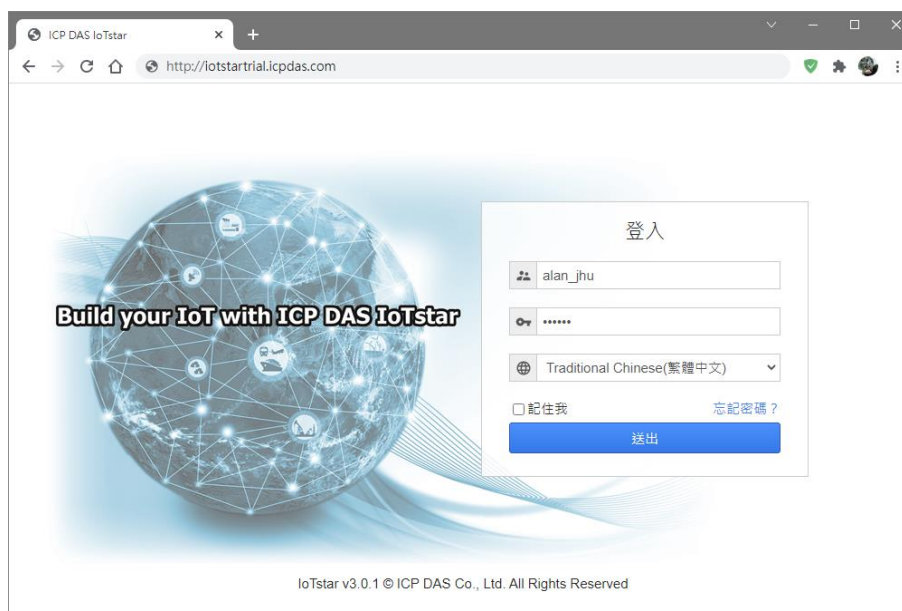 ICP DAS IoTstar
http://iotstartrial.icpdas.com
登入
alan_jhu
••••••
Build your IoT with ICP DAS IoTstar
Traditional Chinese(繁體中文)
記住我 忘記密碼？
送出
IoTstar v3.0.1 © ICP DAS Co., Ltd. All Rights Reserved